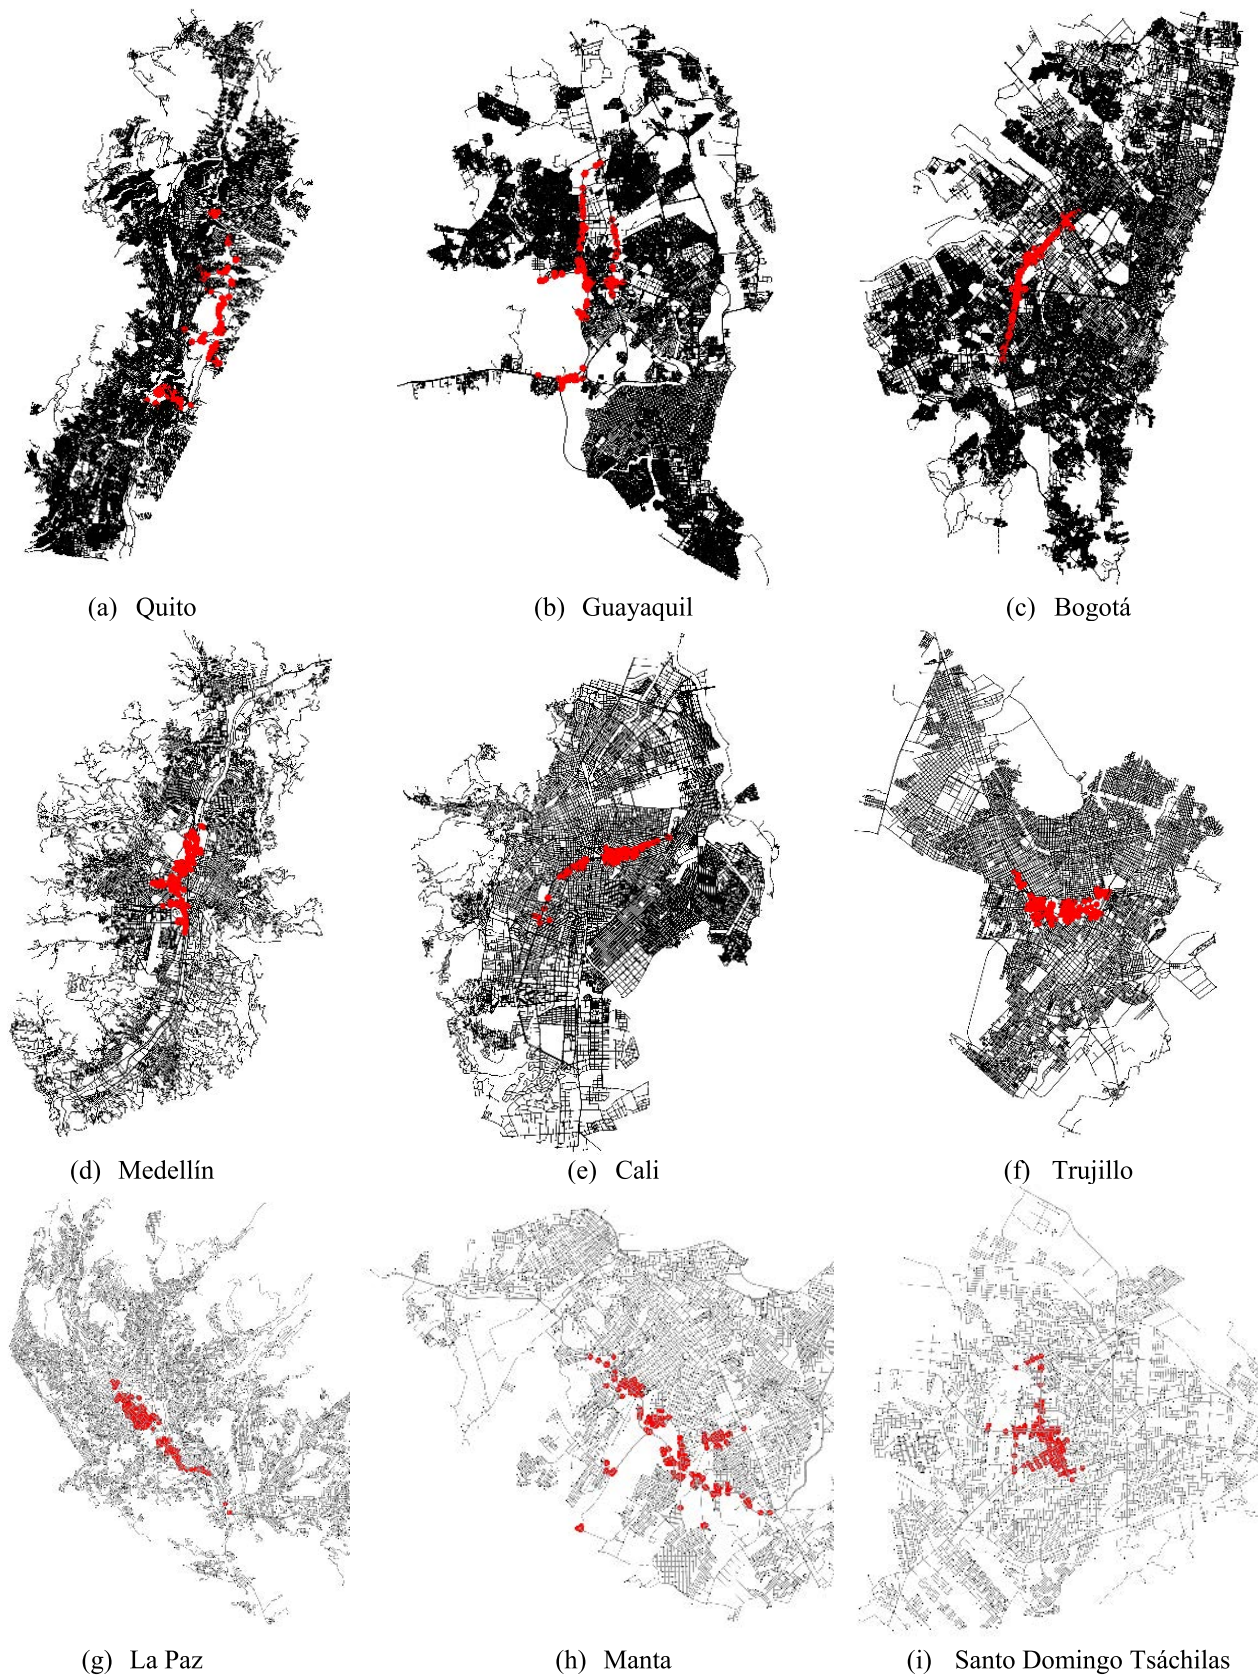 (a) Quito
(b) Guayaquil
(c) Bogotá
(d) Medellín
(e) Cali
(f) Trujillo
(g) La Paz
(h) Manta
(i) Santo Domingo Tsáchilas